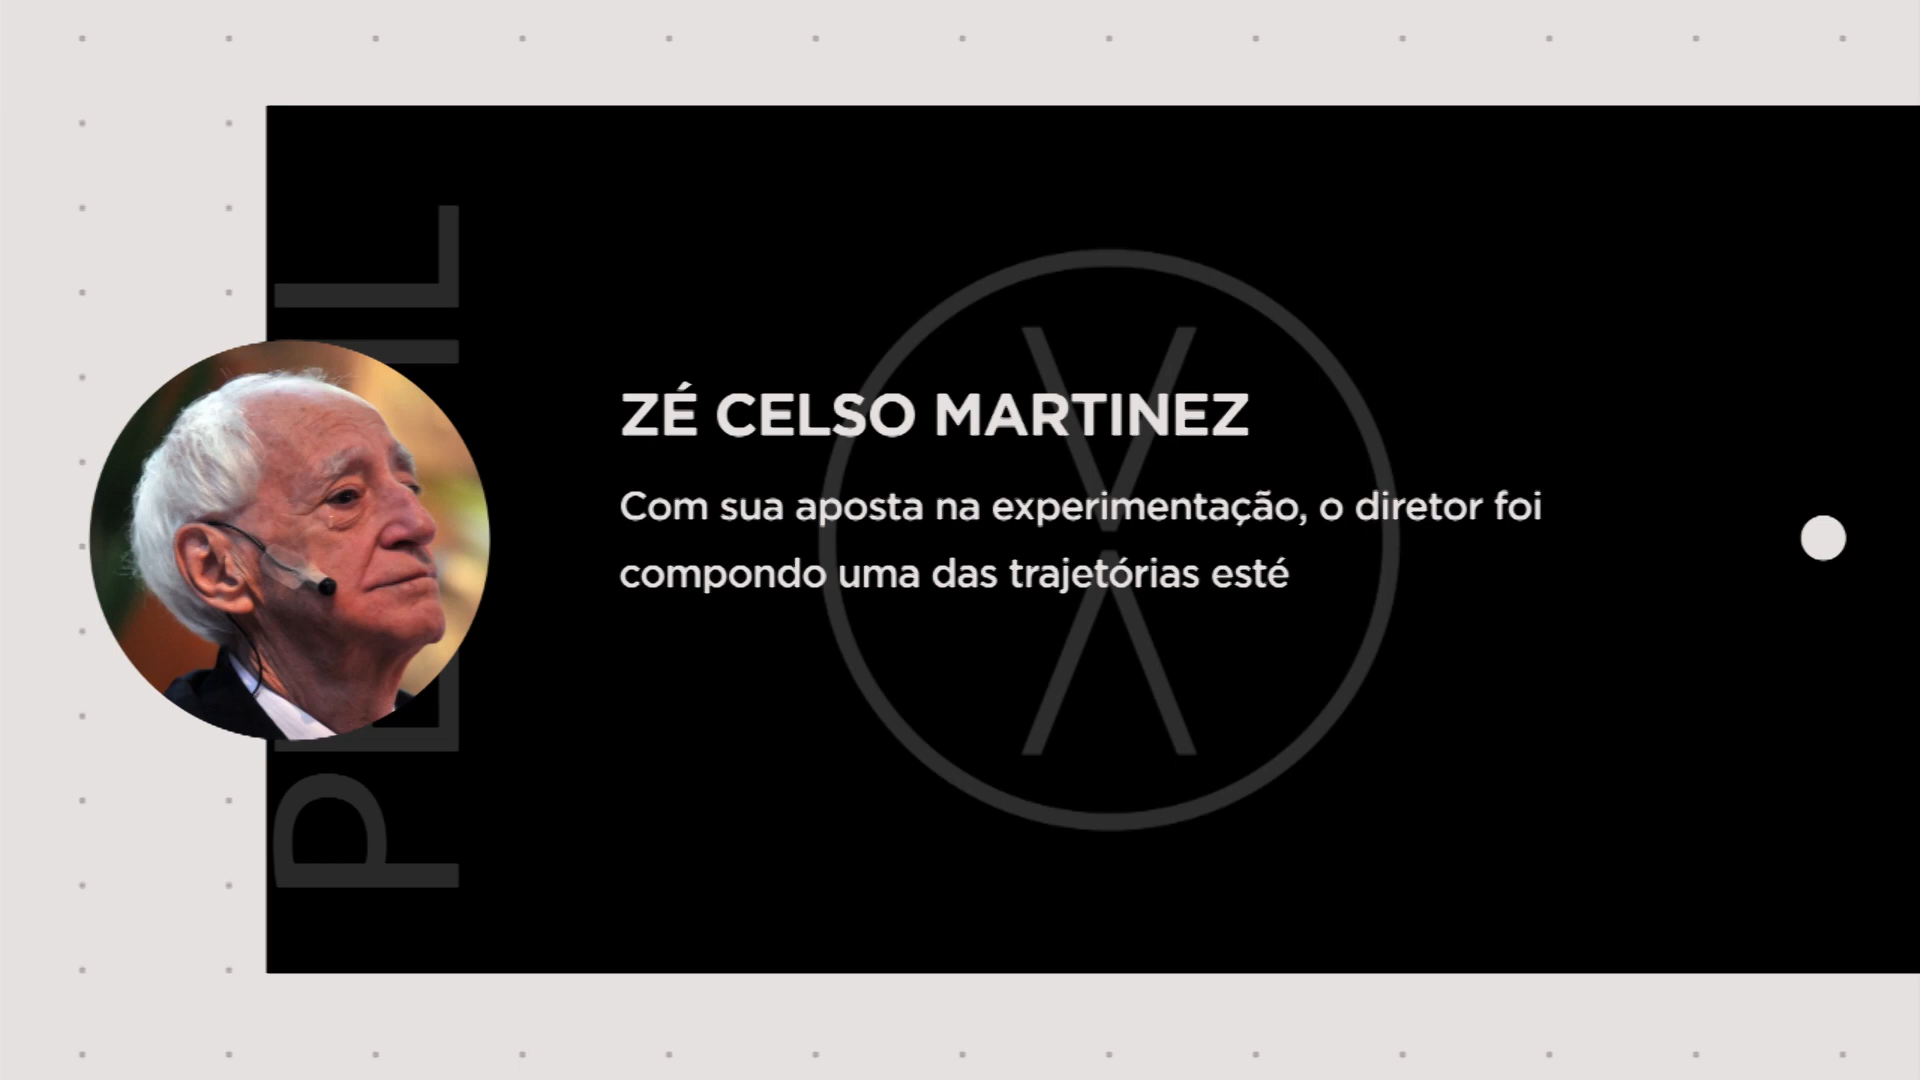 PERFIL
ZÉ CELSO MARTINEZ
Com sua aposta na experimentação, o diretor foi
compondo uma das trajetórias esté